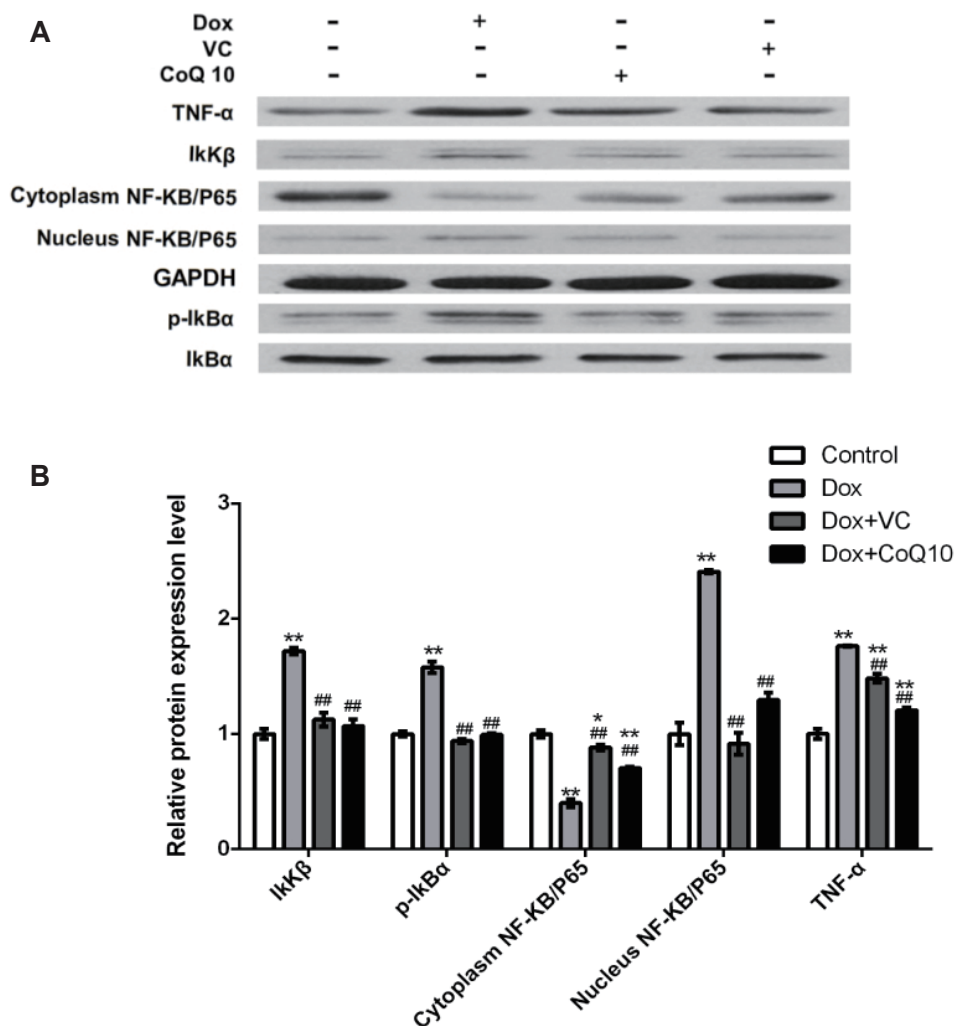 A
Dox - + - -
VC - - - +
CoQ 10 - - + -
TNF-α
IkKβ
Cytoplasm NF-KB/P65
Nucleus NF-KB/P65
GAPDH
p-IkBα
IkBα
B
Control
Dox
Dox+VC
Dox+CoQ10
Relative protein expression level
3
2
1
0
** ## ##
** ## ##
** * ## ** ##
** ## ##
** ** ## ** ##
IkKβ
p-IkBα
Cytoplasm NF-KB/P65
Nucleus NF-KB/P65
TNF-α